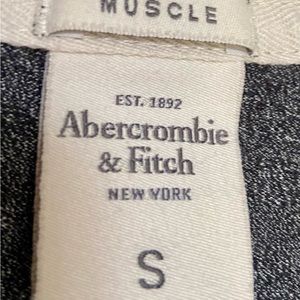 MUSCLE
EST. 1892
Abercrombie
& Fitch
NEW YORK
S